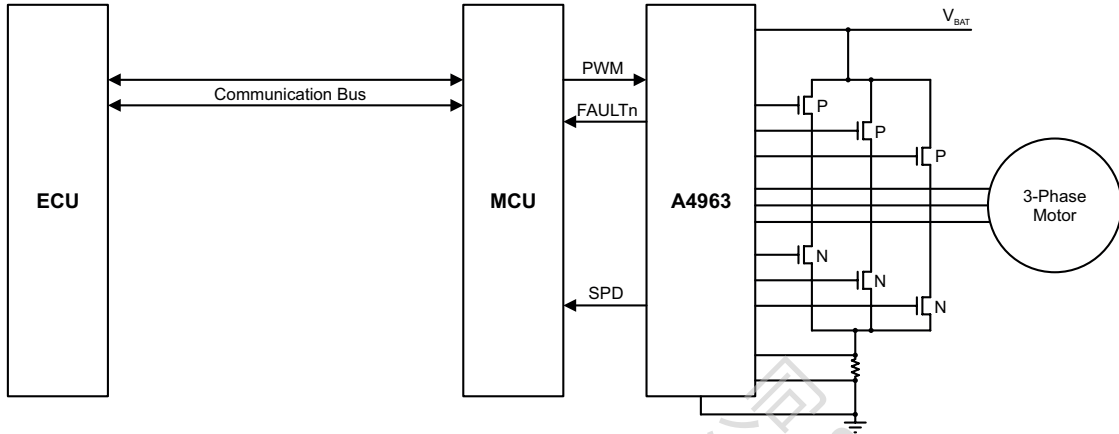 V_BAT
PWM
P
Communication Bus
FAULTn
P
P
ECU
MCU
A4963
3-Phase
Motor
N
N
SPD
N